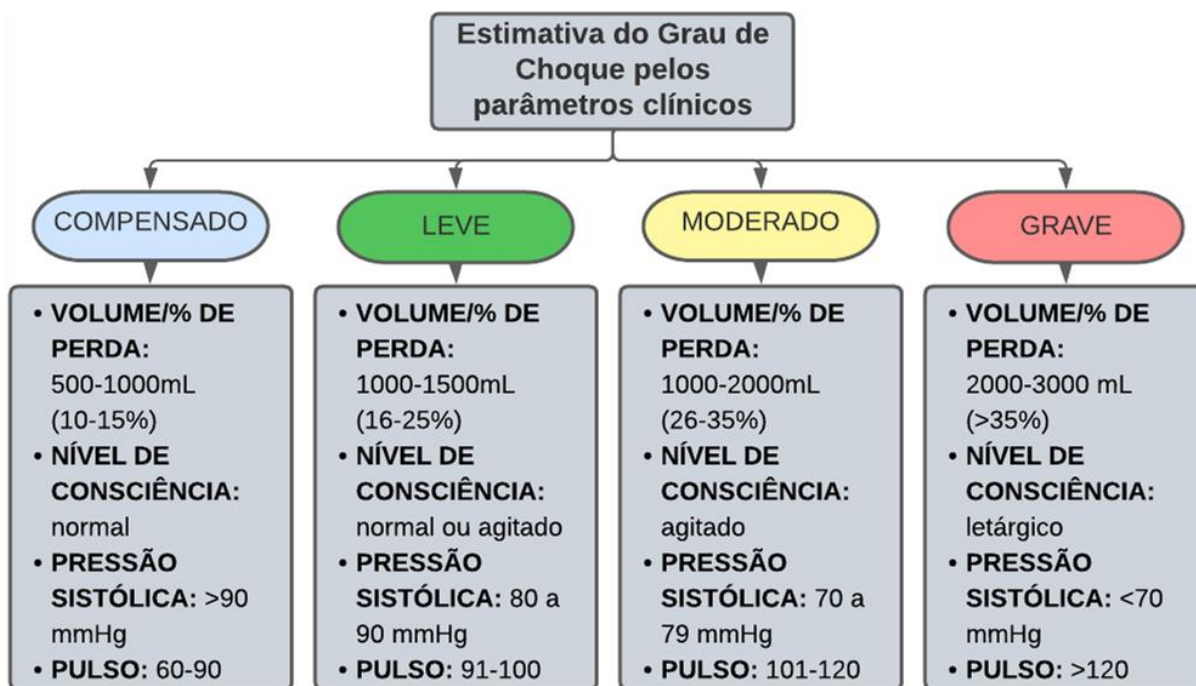 Estimativa do Grau de
Choque pelos
parâmetros clínicos
COMPENSADO
LEVE
MODERADO
GRAVE
• VOLUME/% DE
PERDA:
500-1000mL
(10-15%)
• NÍVEL DE
CONSCIÊNCIA:
normal
• PRESSÃO
SISTÓLICA: >90
mmHg
• PULSO: 60-90
• VOLUME/% DE
PERDA:
1000-1500mL
(16-25%)
• NÍVEL DE
CONSCIÊNCIA:
normal ou agitado
• PRESSÃO
SISTÓLICA: 80 a
90 mmHg
• PULSO: 91-100
• VOLUME/% DE
PERDA:
1000-2000mL
(26-35%)
• NÍVEL DE
CONSCIÊNCIA:
agitado
• PRESSÃO
SISTÓLICA: 70 a
79 mmHg
• PULSO: 101-120
• VOLUME/% DE
PERDA:
2000-3000 mL
(>35%)
• NÍVEL DE
CONSCIÊNCIA:
letárgico
• PRESSÃO
SISTÓLICA: <70
mmHg
• PULSO: >120